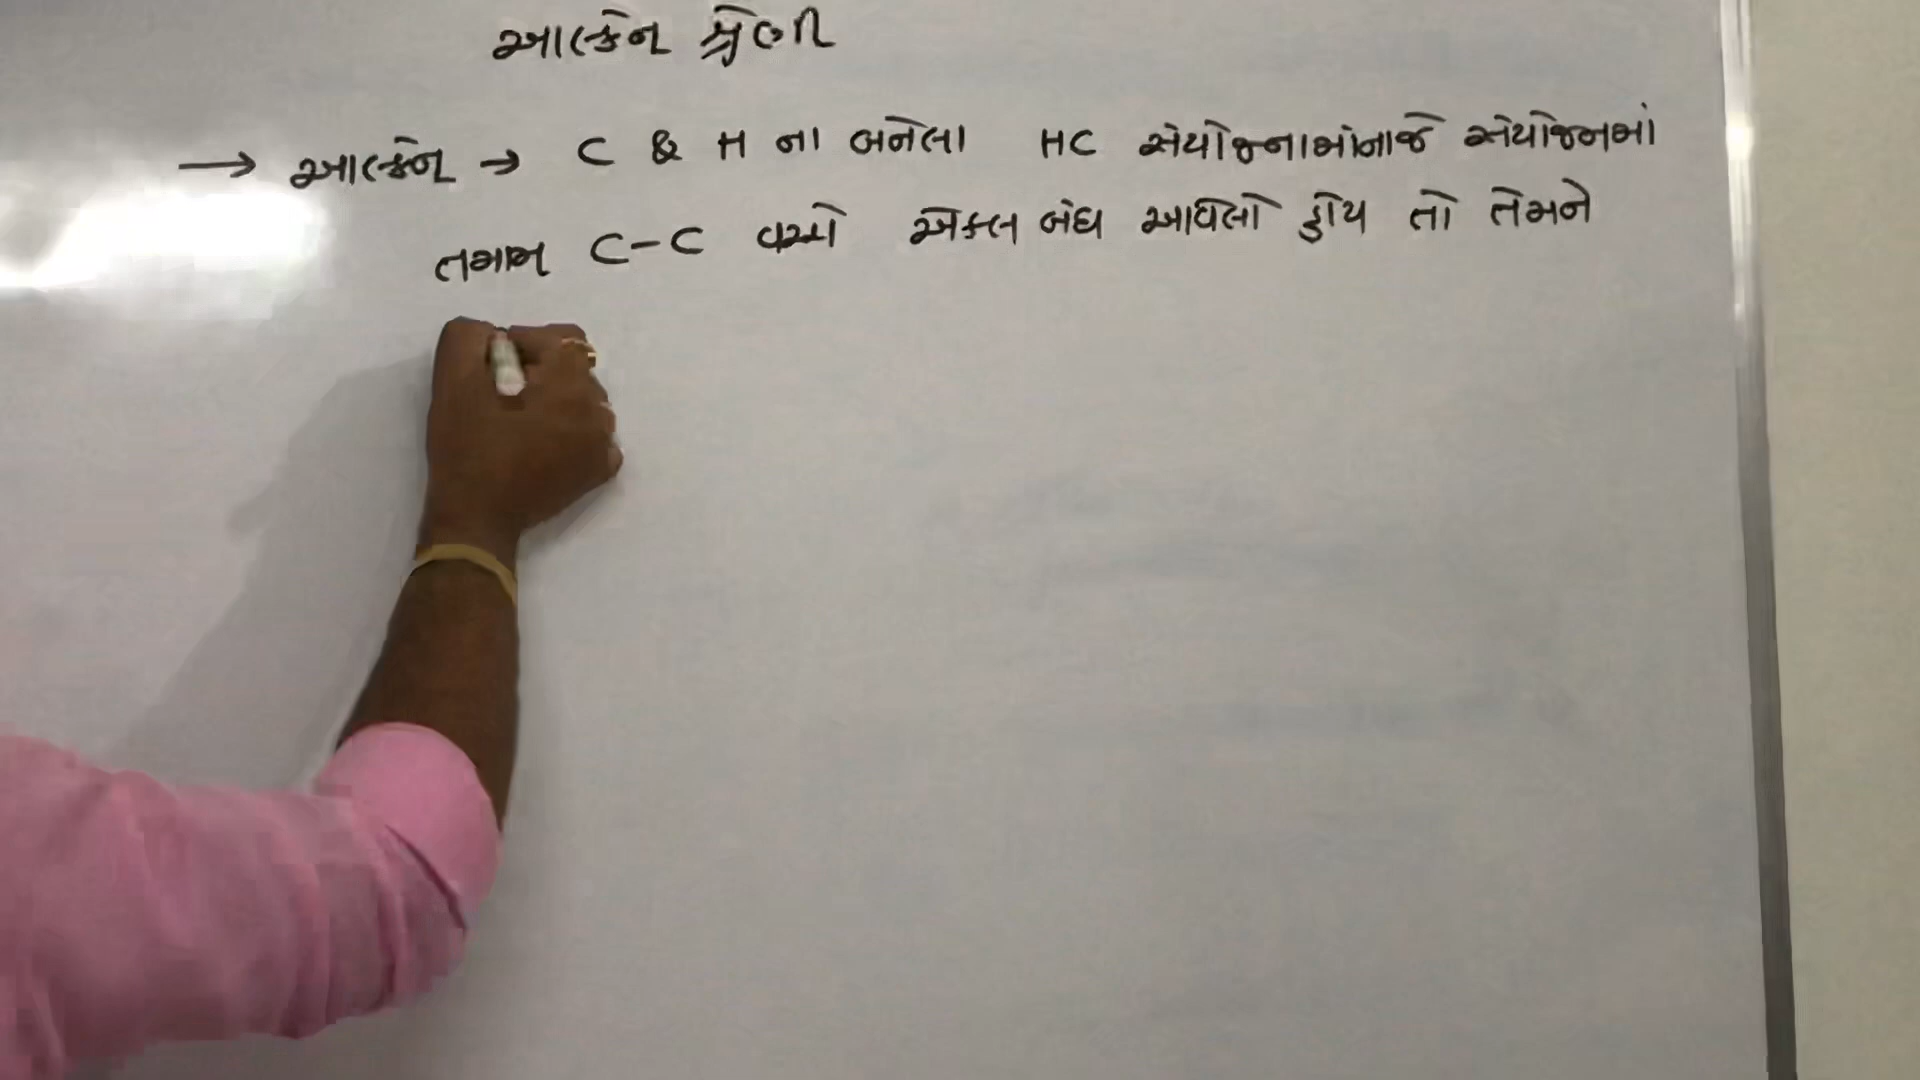 આલ્કેન શ્રેણી
→ આલ્કેન → C & H ના બનેલા HC સંયોજનોમાંના જે સંયોજનમાં
તમામ C-C વચ્ચે એકલ બંધ આવેલો હોય તો તેમને